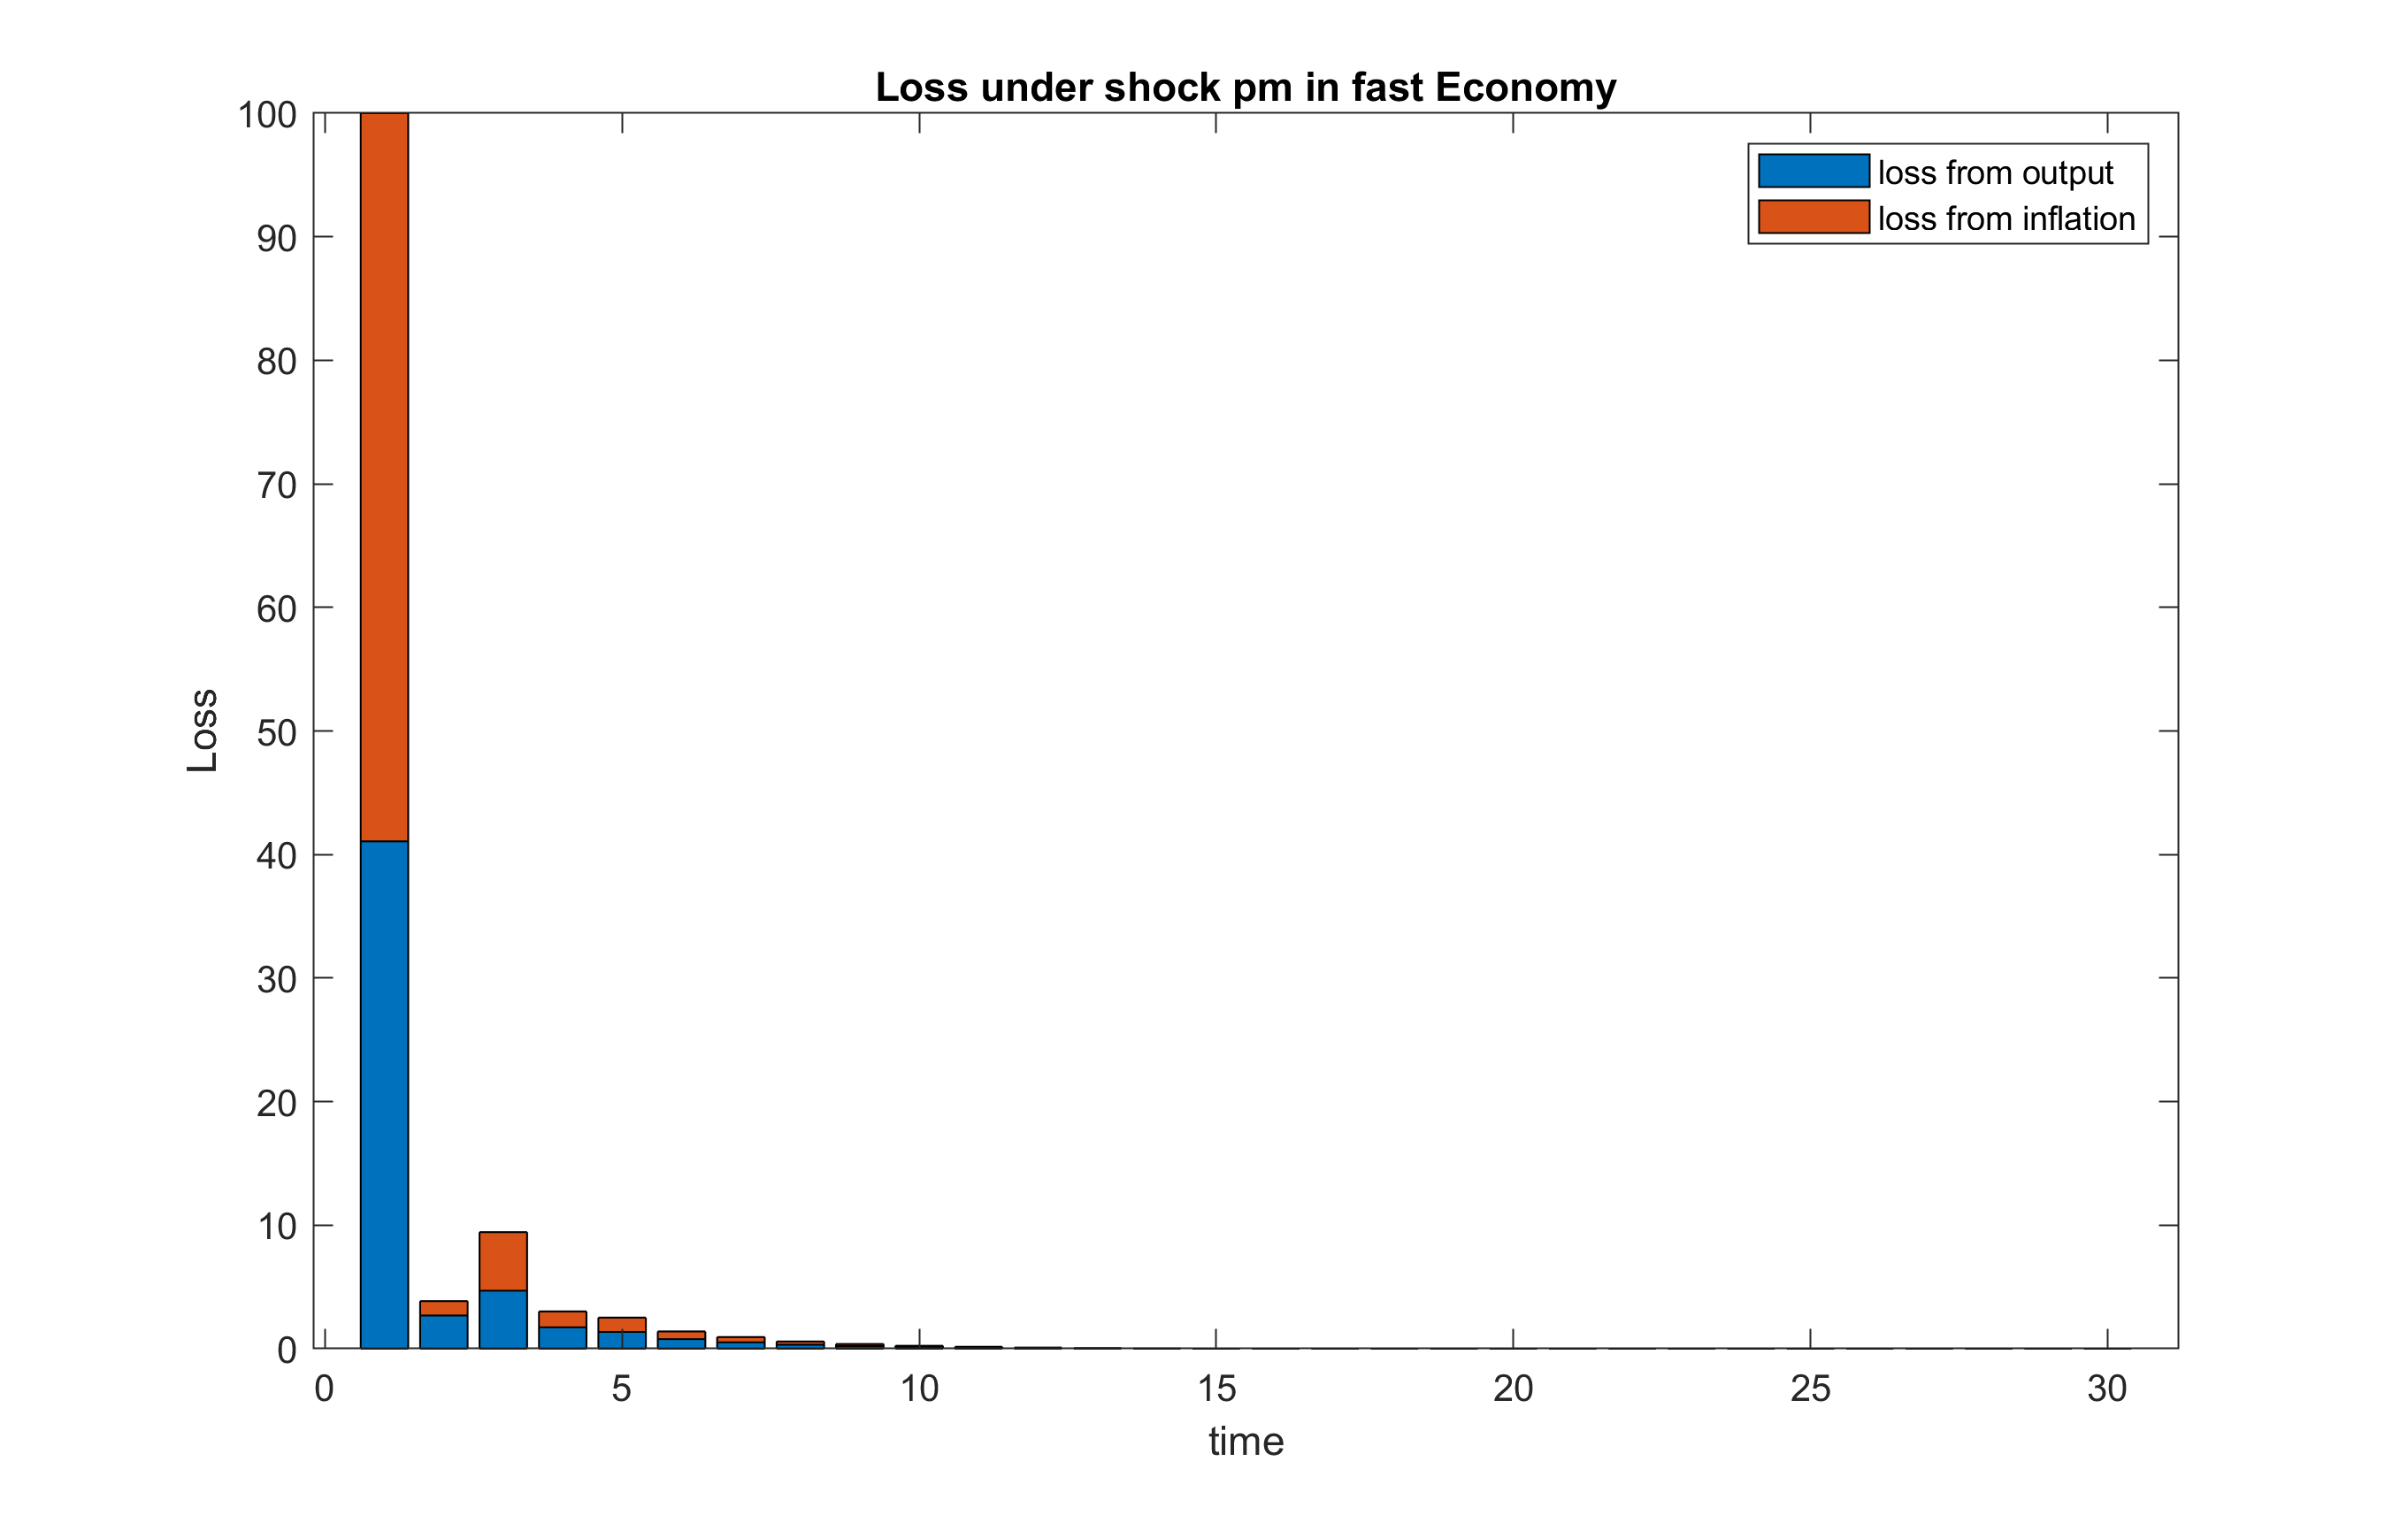 Loss under shock pm in fast Economy
loss from output
loss from inflation
100
90
80
70
60
50
40
30
20
10
0
Loss
0 5 10 15 20 25 30
time